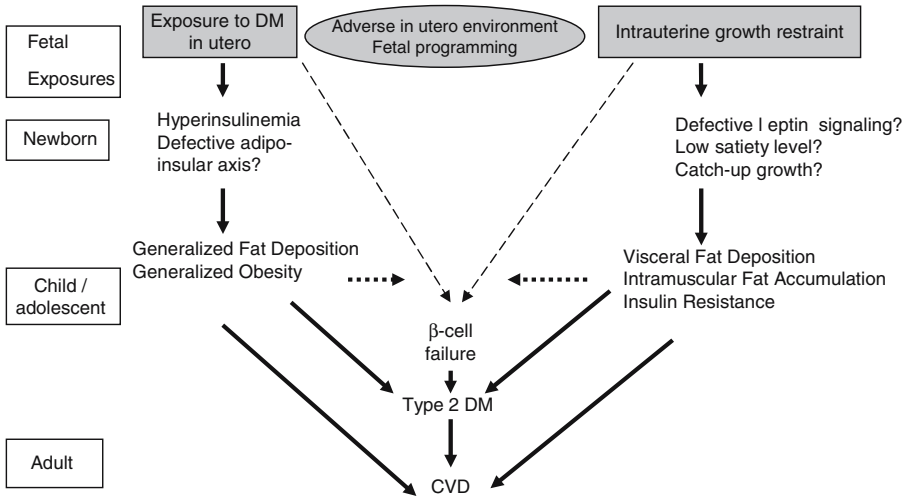 Fetal
Exposures
Exposure to DM
in utero
Adverse in utero environment
Fetal programming
Intrauterine growth restraint
Newborn
Hyperinsulinemia
Defective adipo-
insular axis?
Defective l eptin signaling?
Low satiety level?
Catch-up growth?
Child /
adolescent
Generalized Fat Deposition
Generalized Obesity
Visceral Fat Deposition
Intramuscular Fat Accumulation
Insulin Resistance
β-cell
failure
Type 2 DM
Adult
CVD